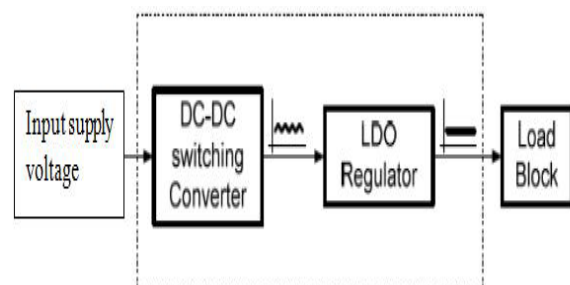 Input supply
voltage
DC-DC
switching
Converter
LDO
Regulator
Load
Block